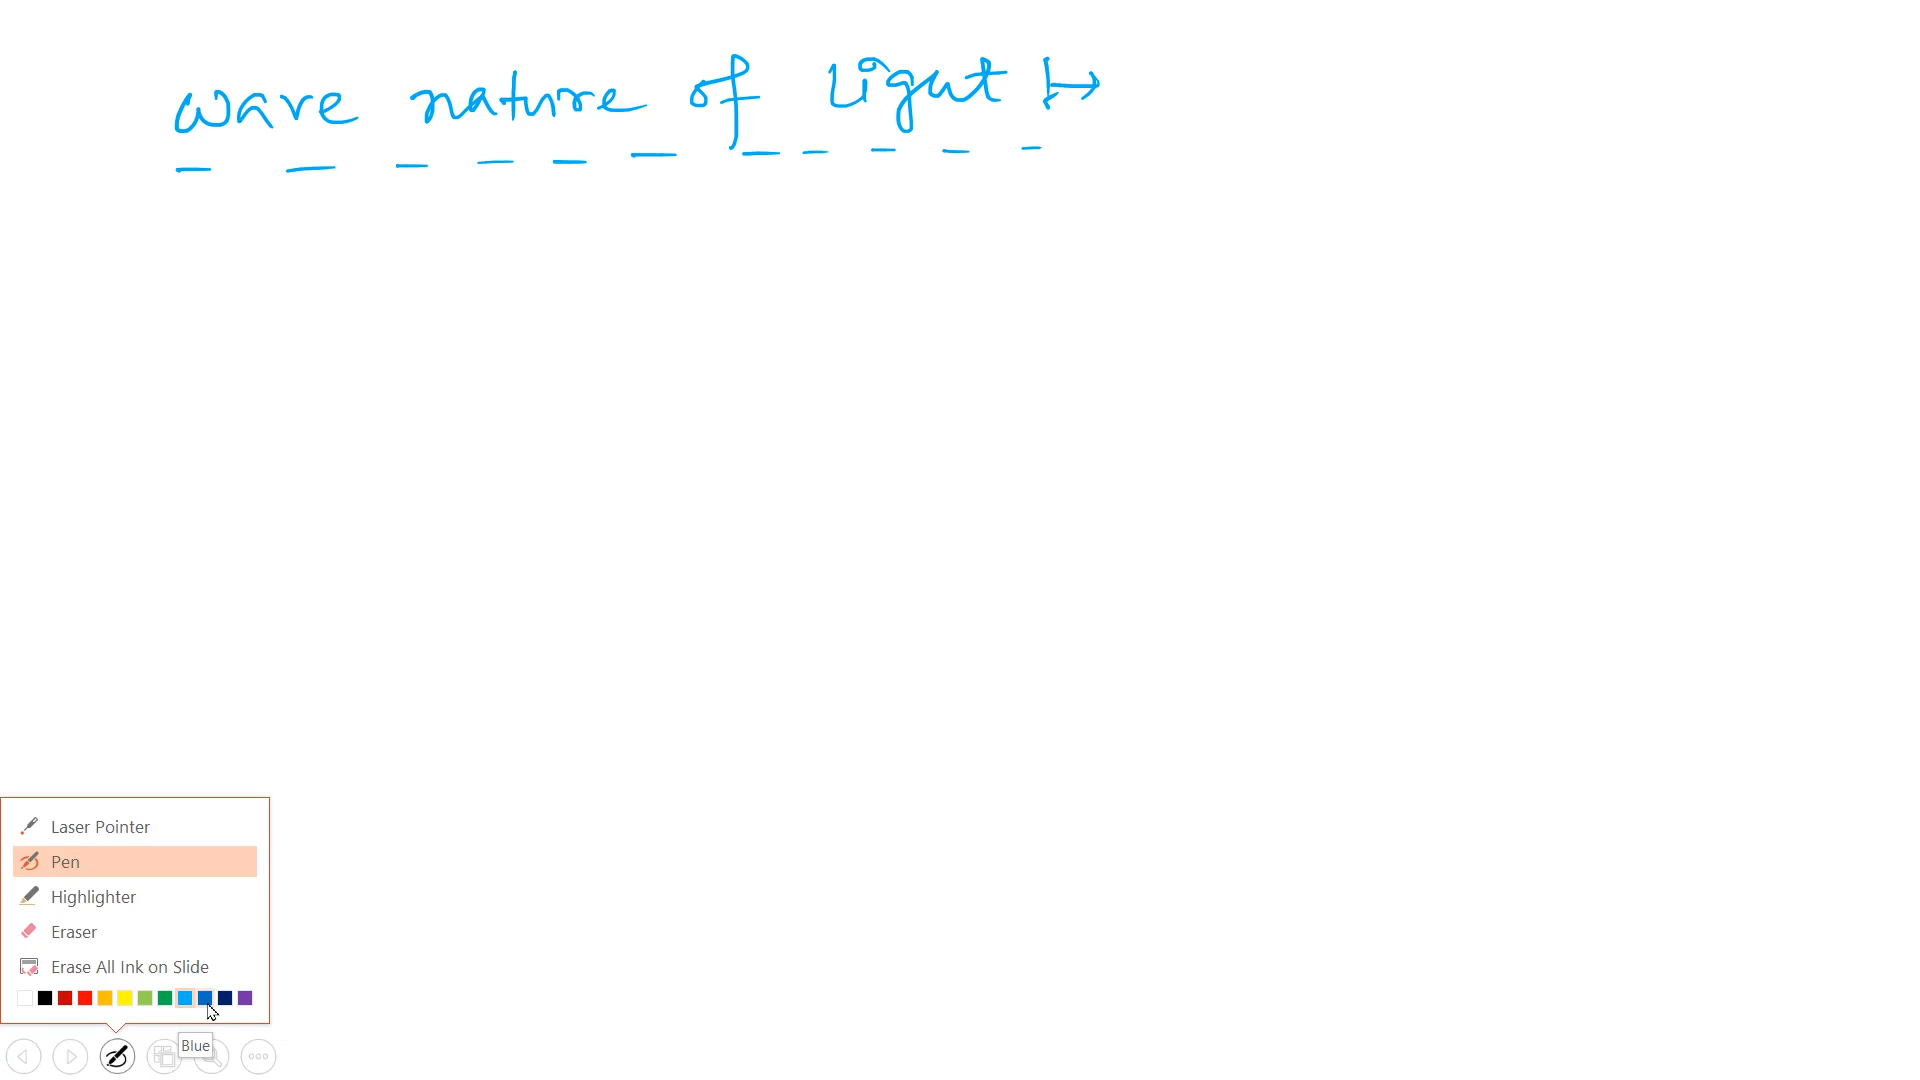 wave nature of Light ↦
Laser Pointer
Pen
Highlighter
Eraser
Erase All Ink on Slide
Blue